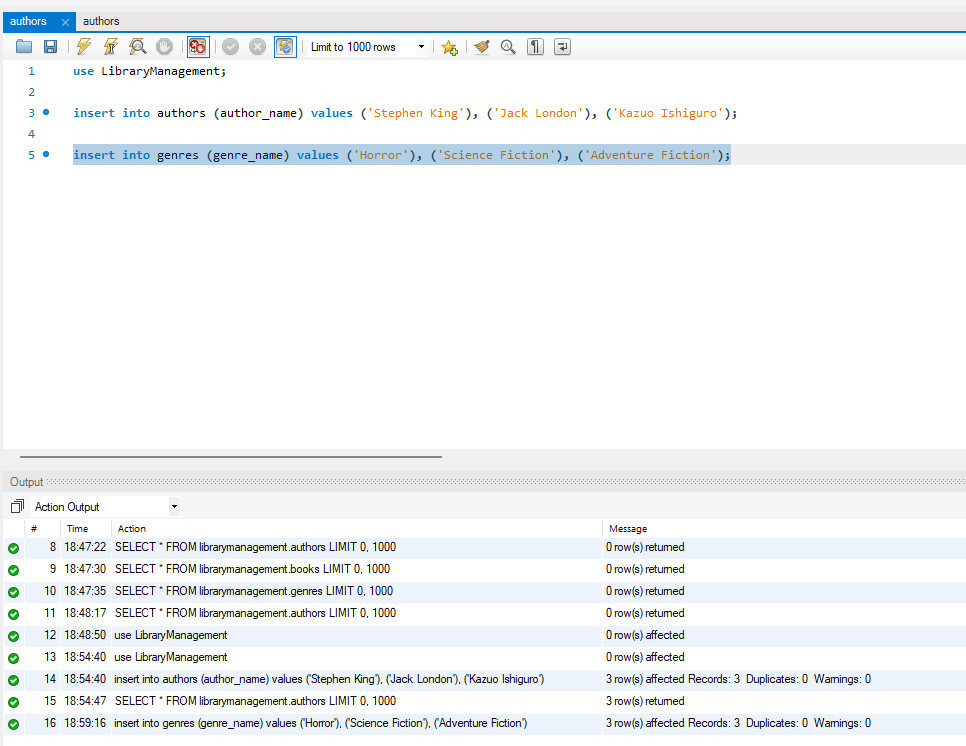 authors authors
Limit to 1000 rows
1 use LibraryManagement;
2
3 insert into authors (author_name) values ('Stephen King'), ('Jack London'), ('Kazuo Ishiguro');
4
5 insert into genres (genre_name) values ('Horror'), ('Science Fiction'), ('Adventure Fiction');
Output
Action Output
# Time Action Message
8 18:47:22 SELECT * FROM librarymanagement.authors LIMIT 0, 1000 0 row(s) returned
9 18:47:30 SELECT * FROM librarymanagement.books LIMIT 0, 1000 0 row(s) returned
10 18:47:35 SELECT * FROM librarymanagement.genres LIMIT 0, 1000 0 row(s) returned
11 18:48:17 SELECT * FROM librarymanagement.authors LIMIT 0, 1000 0 row(s) returned
12 18:48:50 use LibraryManagement 0 row(s) affected
13 18:54:40 use LibraryManagement 0 row(s) affected
14 18:54:40 insert into authors (author_name) values ('Stephen King'), ('Jack London'), ('Kazuo Ishiguro') 3 row(s) affected Records: 3 Duplicates: 0 Warnings: 0
15 18:54:47 SELECT * FROM librarymanagement.authors LIMIT 0, 1000 3 row(s) returned
16 18:59:16 insert into genres (genre_name) values ('Horror'), ('Science Fiction'), ('Adventure Fiction') 3 row(s) affected Records: 3 Duplicates: 0 Warnings: 0